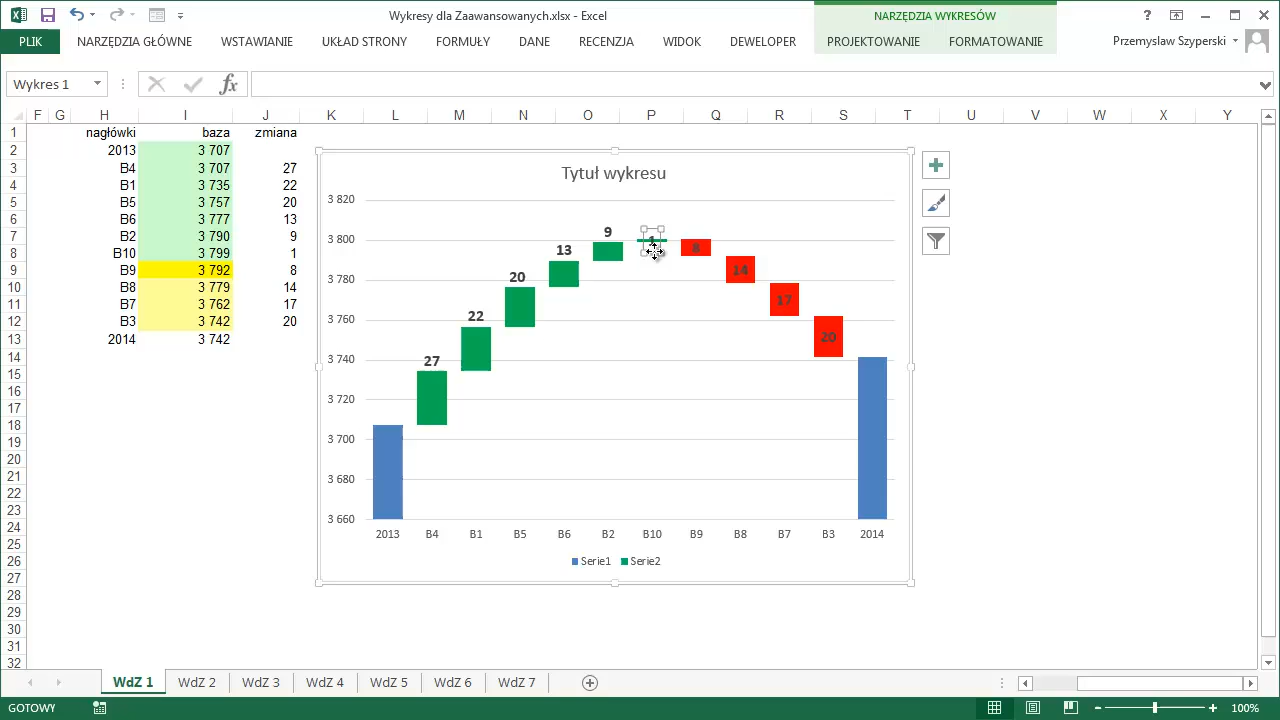 Wykresy dla Zaawansowanych.xlsx - Excel
NARZĘDZIA WYKRESÓW
?
PLIK NARZĘDZIA GŁÓWNE WSTAWIANIE UKŁAD STRONY FORMUŁY DANE RECENZJA WIDOK DEWELOPER PROJEKTOWANIE FORMATOWANIE Przemyslaw Szyperski
Wykres 1 fx
F G H I J K L M N O P Q R S T U V W X Y
1 nagłówki baza zmiana
2 2013 3 707
3 B4 3 707 27
4 B1 3 735 22
5 B5 3 757 20
6 B6 3 777 13
7 B2 3 790 9
8 B10 3 799 1
9 B9 3 792 8
10 B8 3 779 14
11 B7 3 762 17
12 B3 3 742 20
13 2014 3 742
14
15
16
17
18
19
20
21
22
23
24
25
26
27
28
29
30
31
32
Tytuł wykresu
3 820
3 800
3 780
3 760
3 740
3 720
3 700
3 680
3 660
27 22 20 13 9 1 8 14 17 20
2013 B4 B1 B5 B6 B2 B10 B9 B8 B7 B3 2014
Serie1 Serie2
WdZ 1 WdZ 2 WdZ 3 WdZ 4 WdZ 5 WdZ 6 WdZ 7
GOTOWY 100%